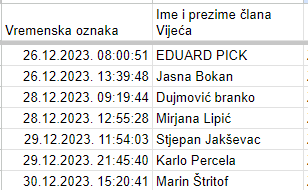 Vremenska oznaka Ime i prezime člana Vijeća
26.12.2023. 08:00:51 EDUARD PICK
26.12.2023. 13:39:48 Jasna Bokan
28.12.2023. 09:19:44 Dujmović branko
28.12.2023. 12:55:28 Mirjana Lipić
29.12.2023. 11:54:03 Stjepan Jakševac
29.12.2023. 21:45:40 Karlo Percela
30.12.2023. 15:20:41 Marin Štritof